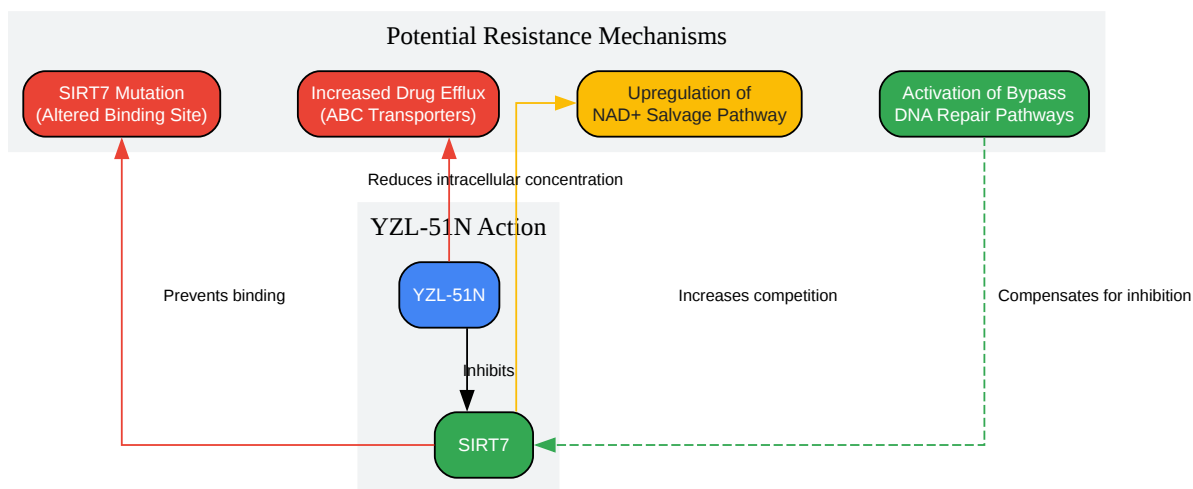 Potential Resistance Mechanisms
SIRT7 Mutation
(Altered Binding Site)
Increased Drug Efflux
(ABC Transporters)
Upregulation of
NAD+ Salvage Pathway
Activation of Bypass
DNA Repair Pathways
Reduces intracellular concentration
YZL-51N Action
YZL-51N
Prevents binding
Increases competition
Compensates for inhibition
Inhibits
SIRT7